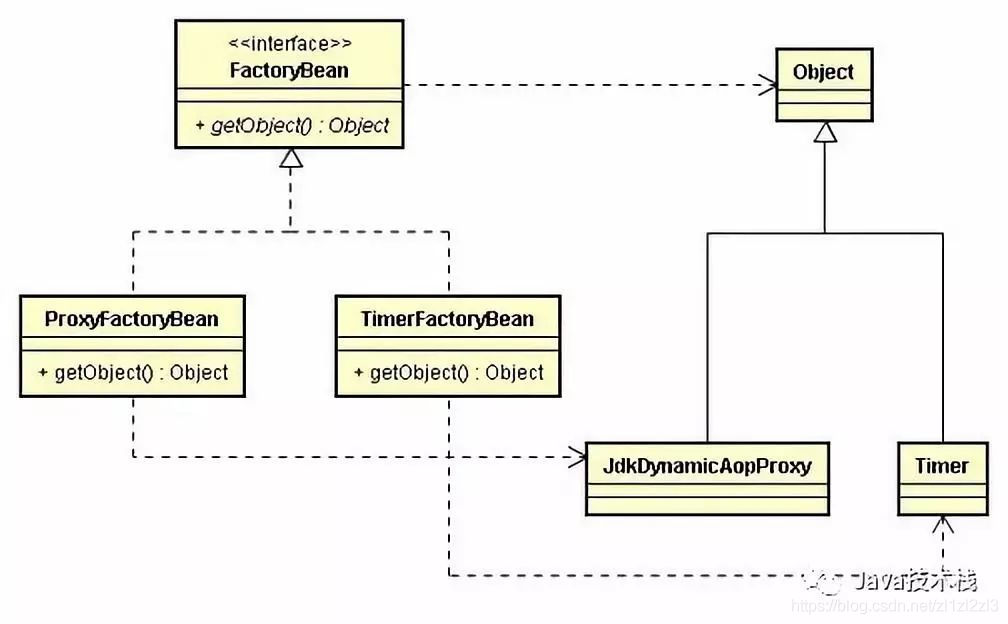 <<interface>>
FactoryBean
+ getObject() : Object
Object
ProxyFactoryBean
+ getObject() : Object
TimerFactoryBean
+ getObject() : Object
JdkDynamicAopProxy
Timer
Java技术栈
https://blog.csdn.net/zl1zl2zl3